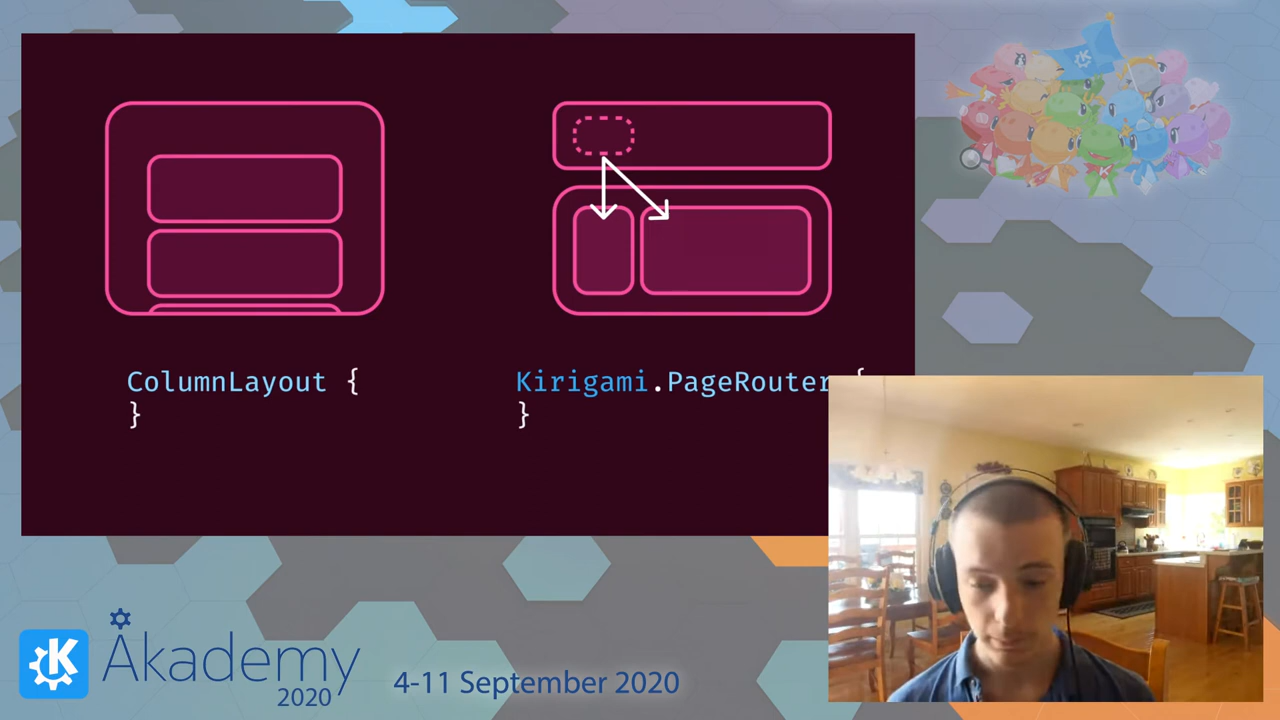 ColumnLayout {
}
Kirigami.PageRouter {
}
K
Akademy
2020
4-11 September 2020